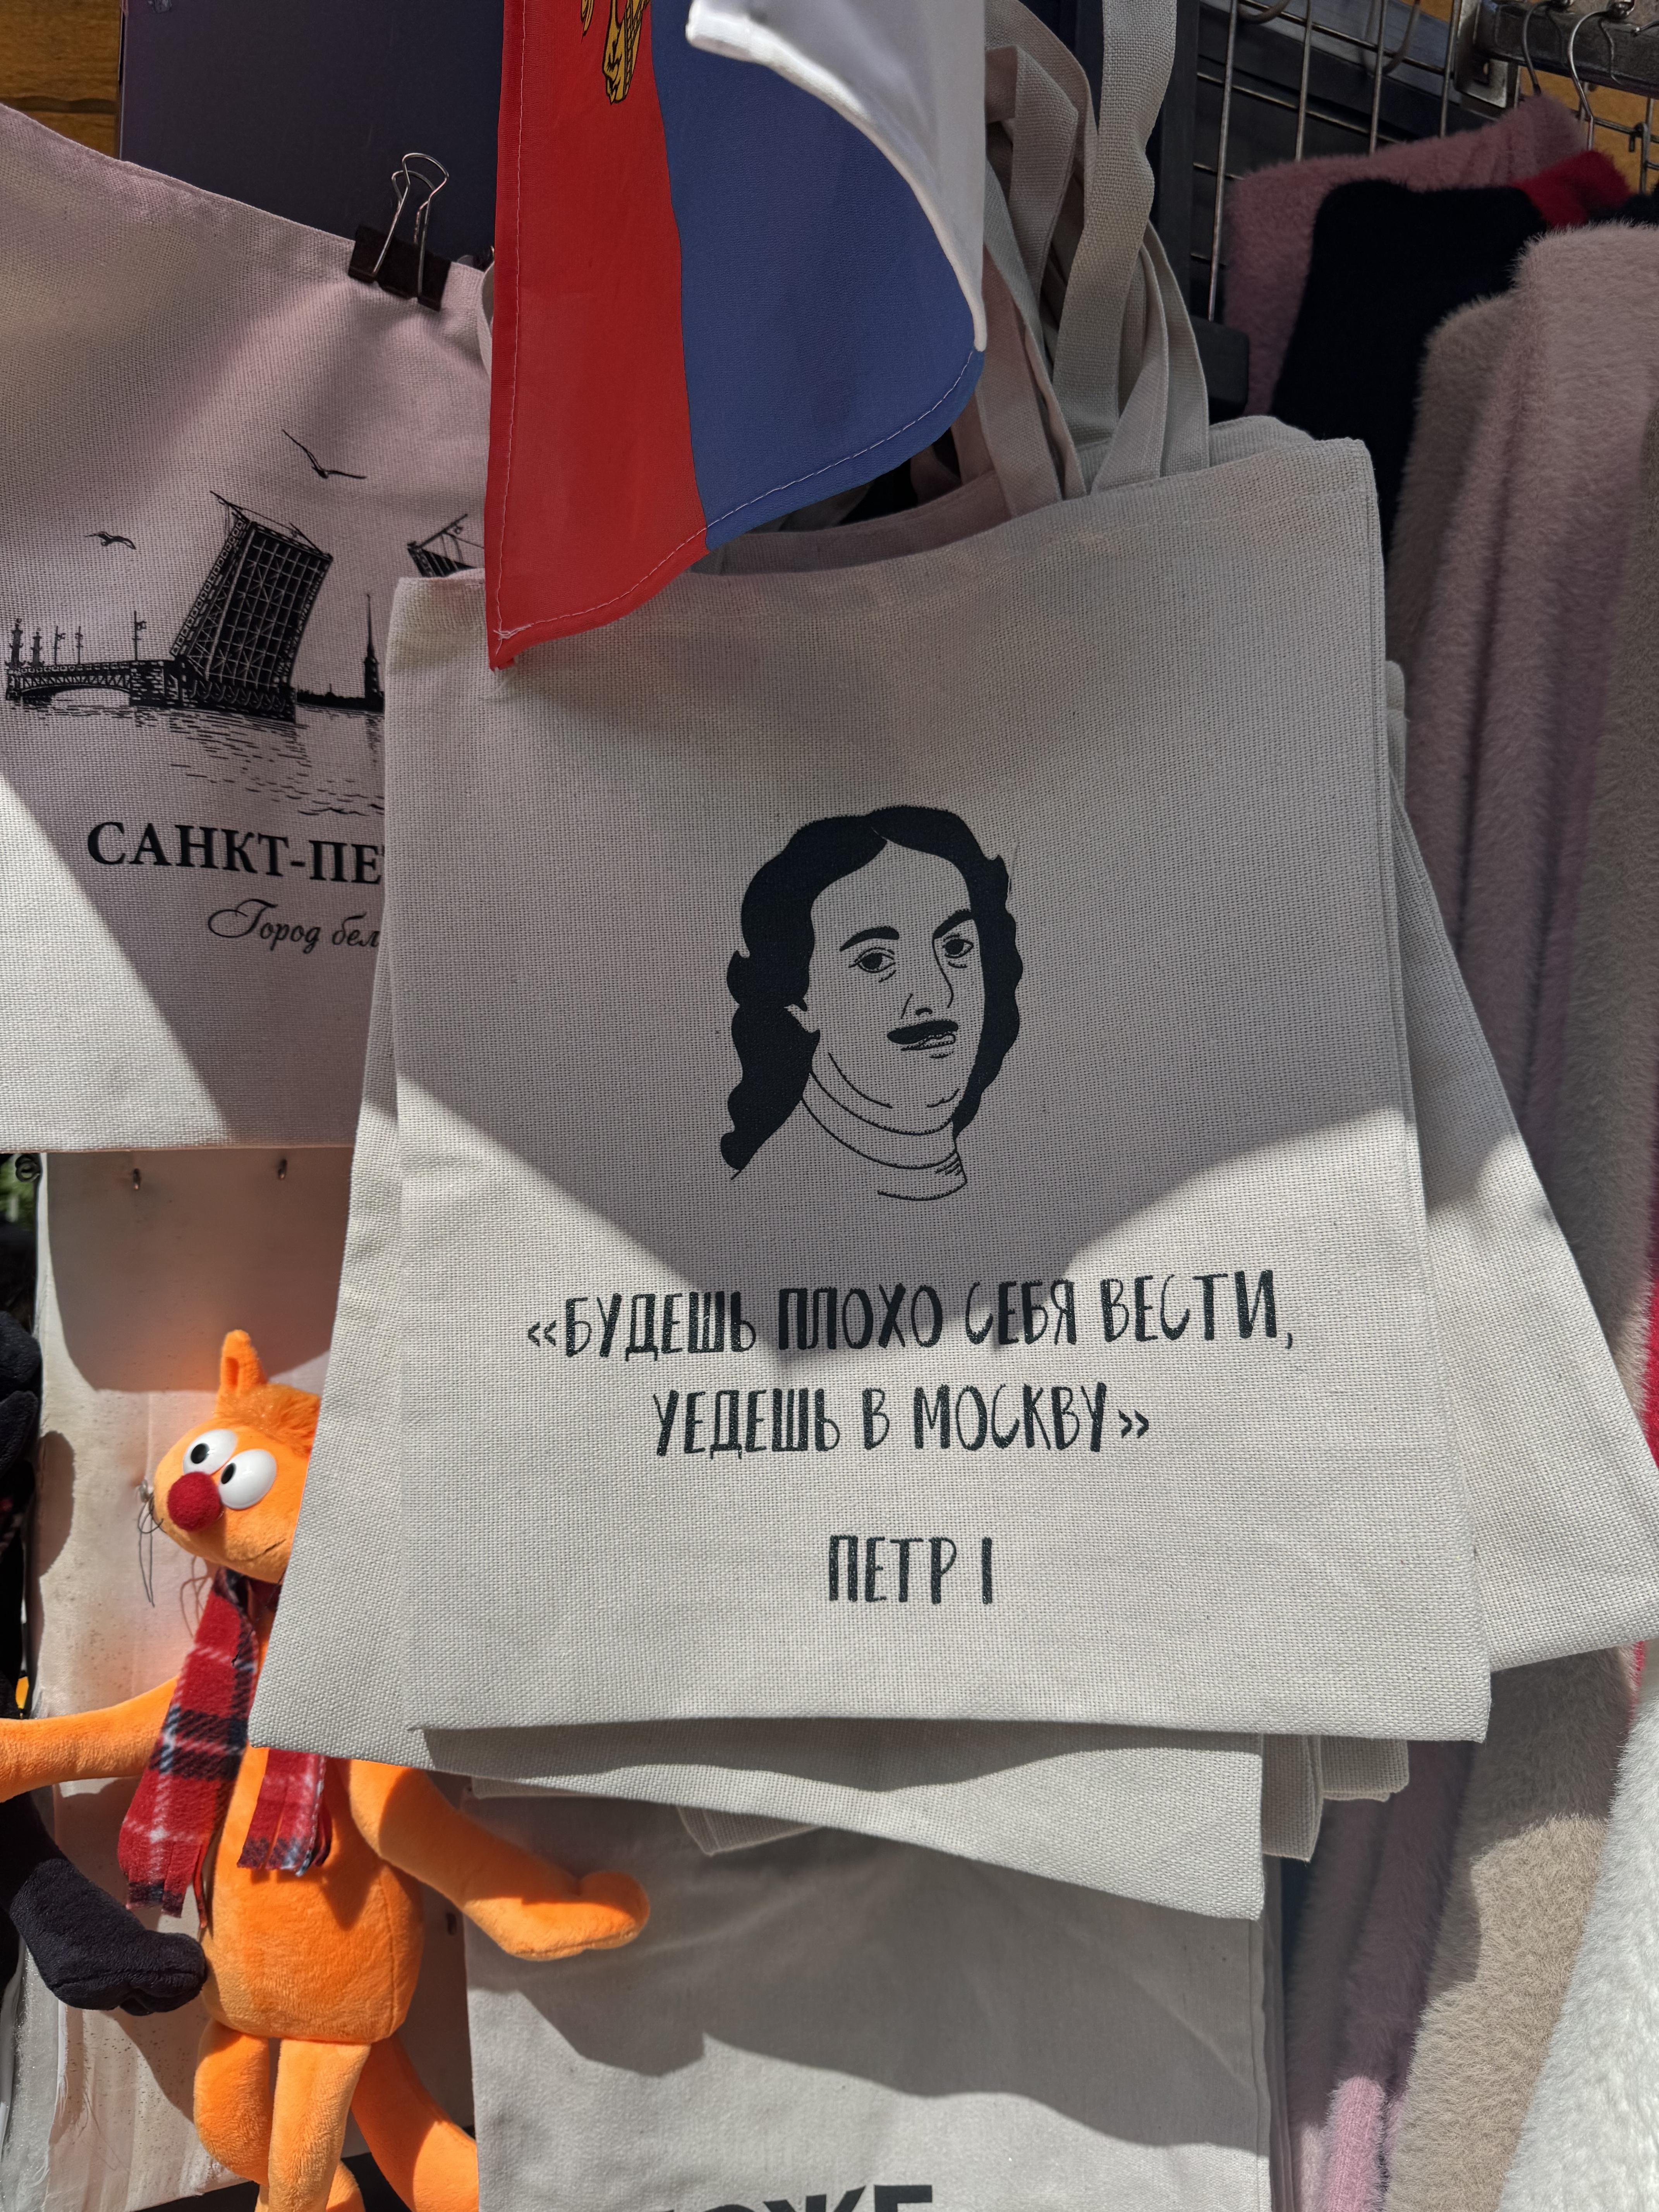 САНКТ-ПЕ
Город бел
«БУДЕШЬ ПЛОХО СЕБЯ ВЕСТИ,
УЕДЕШЬ В МОСКВУ»
ПЕТР I